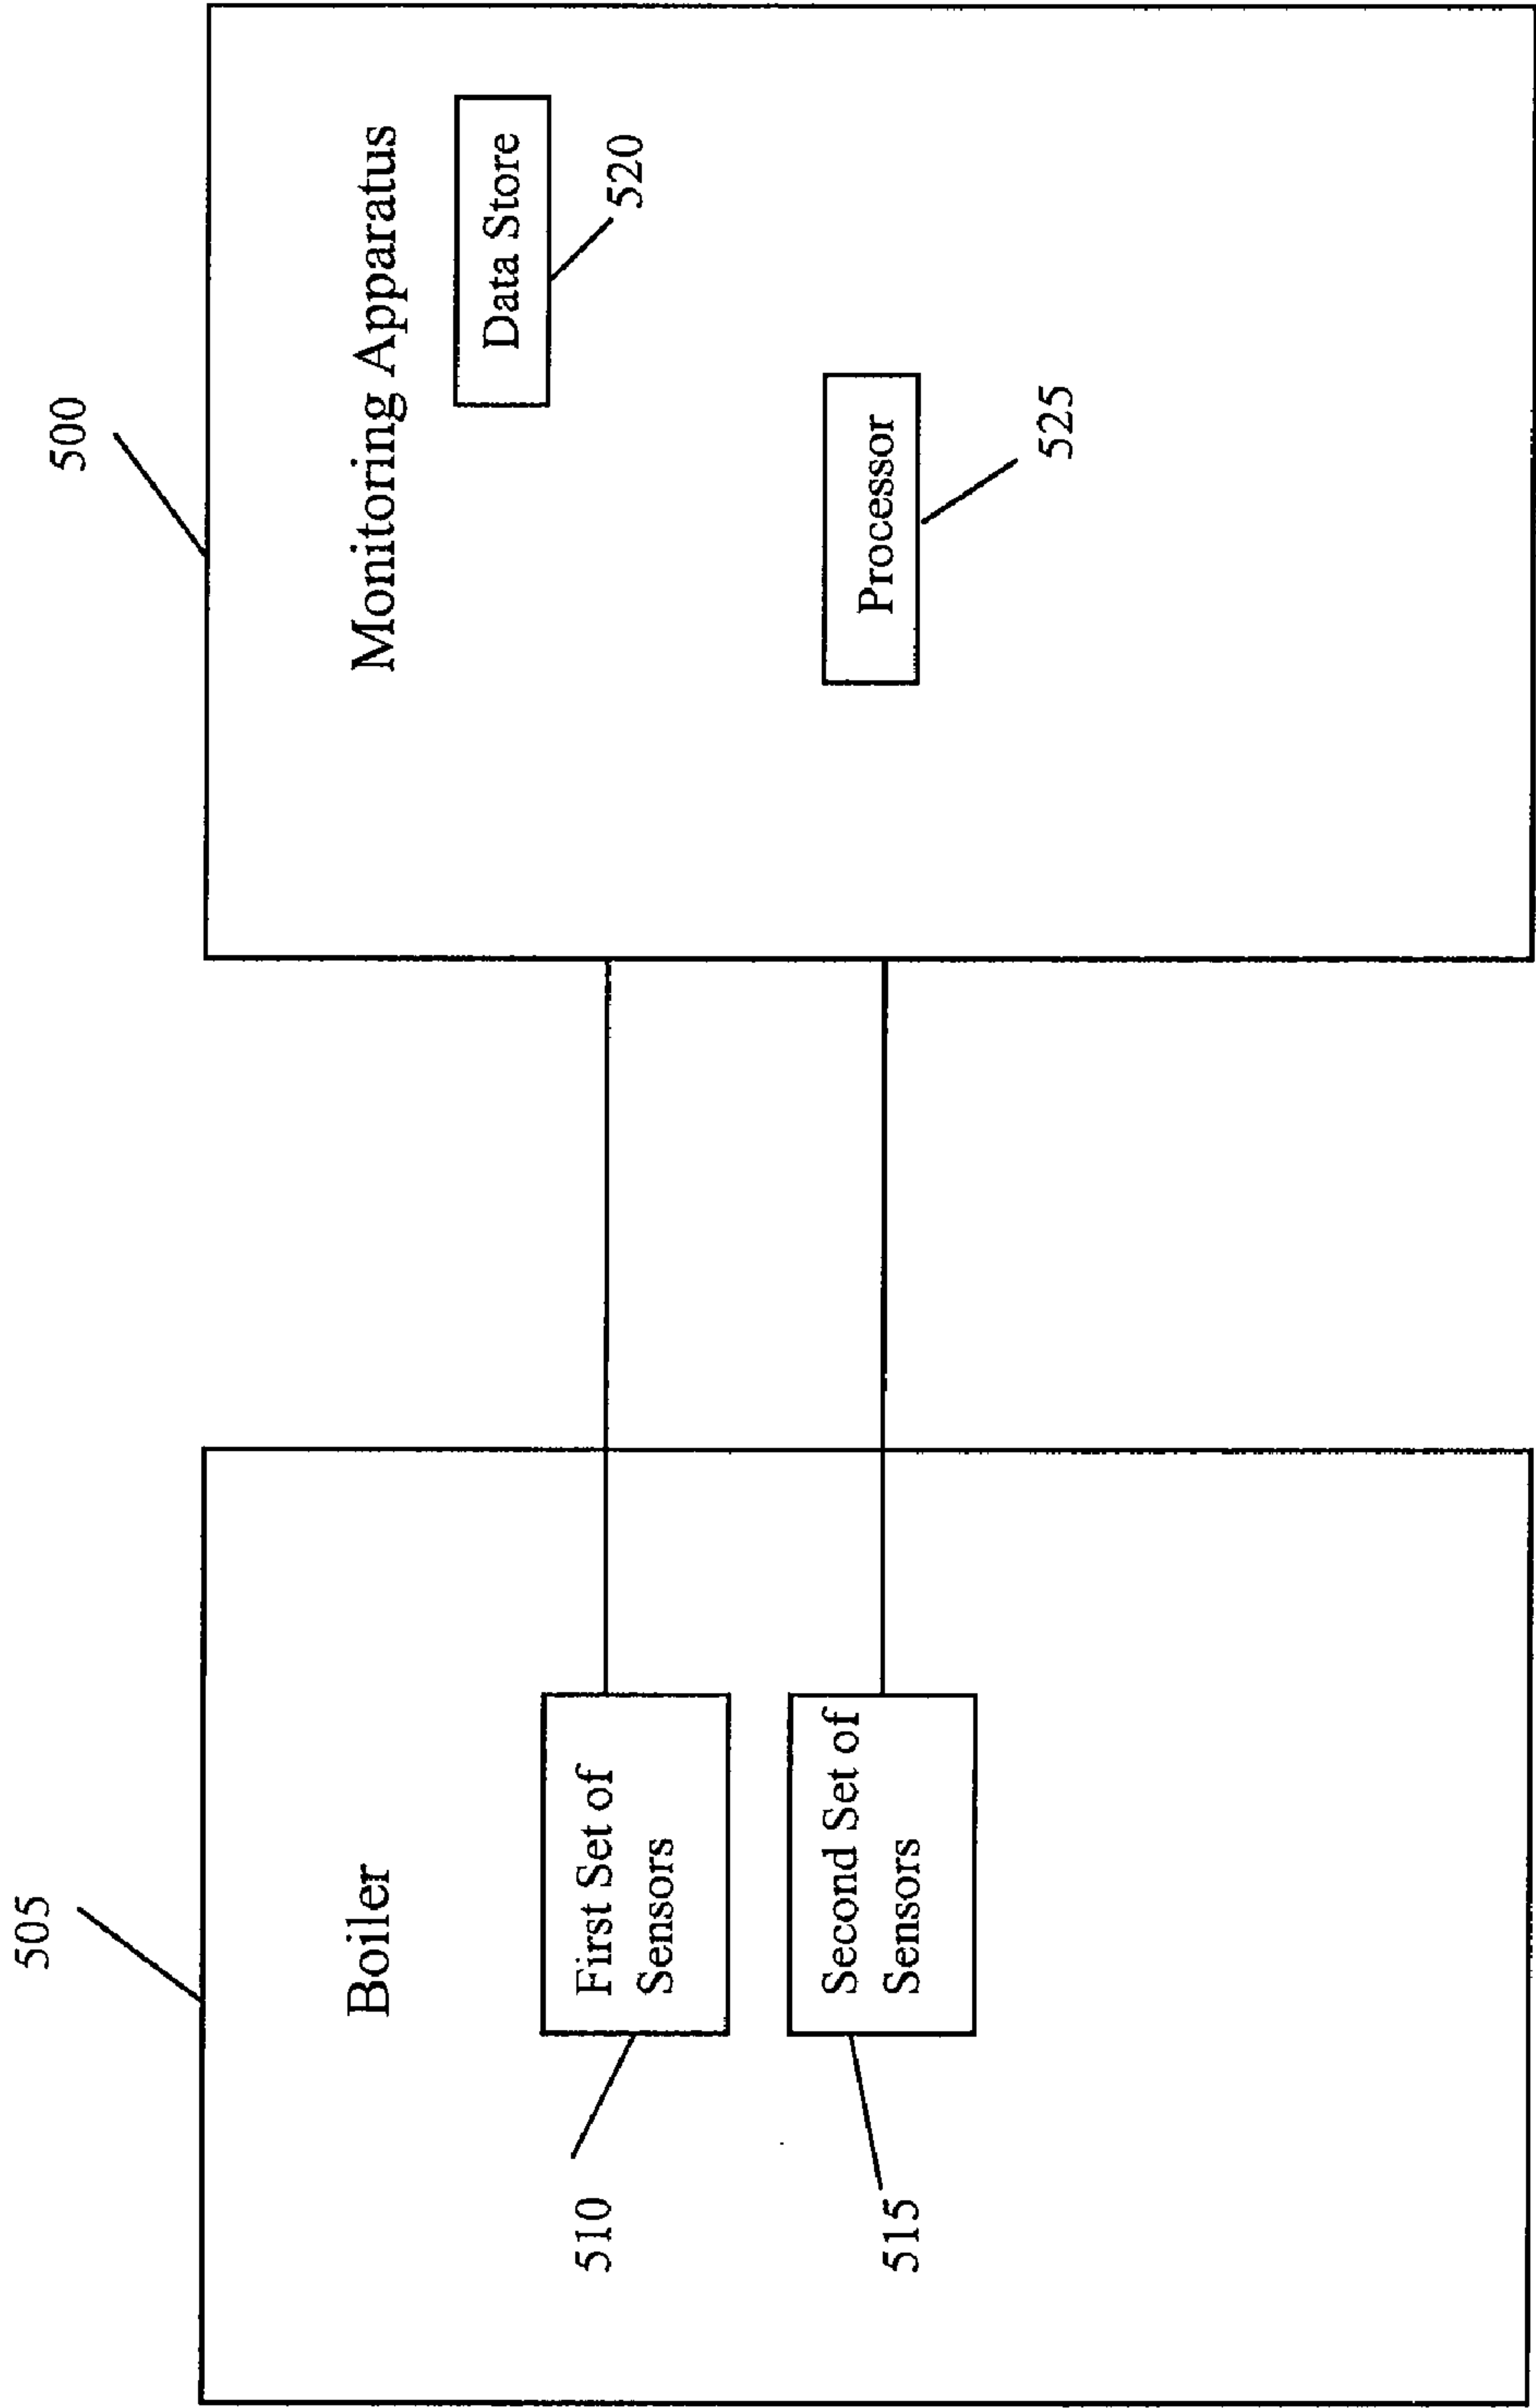 505
Boiler
First Set of
Sensors
510
Second Set of
Sensors
515
500
Monitoring Apparatus
Data Store
520
Processor
525